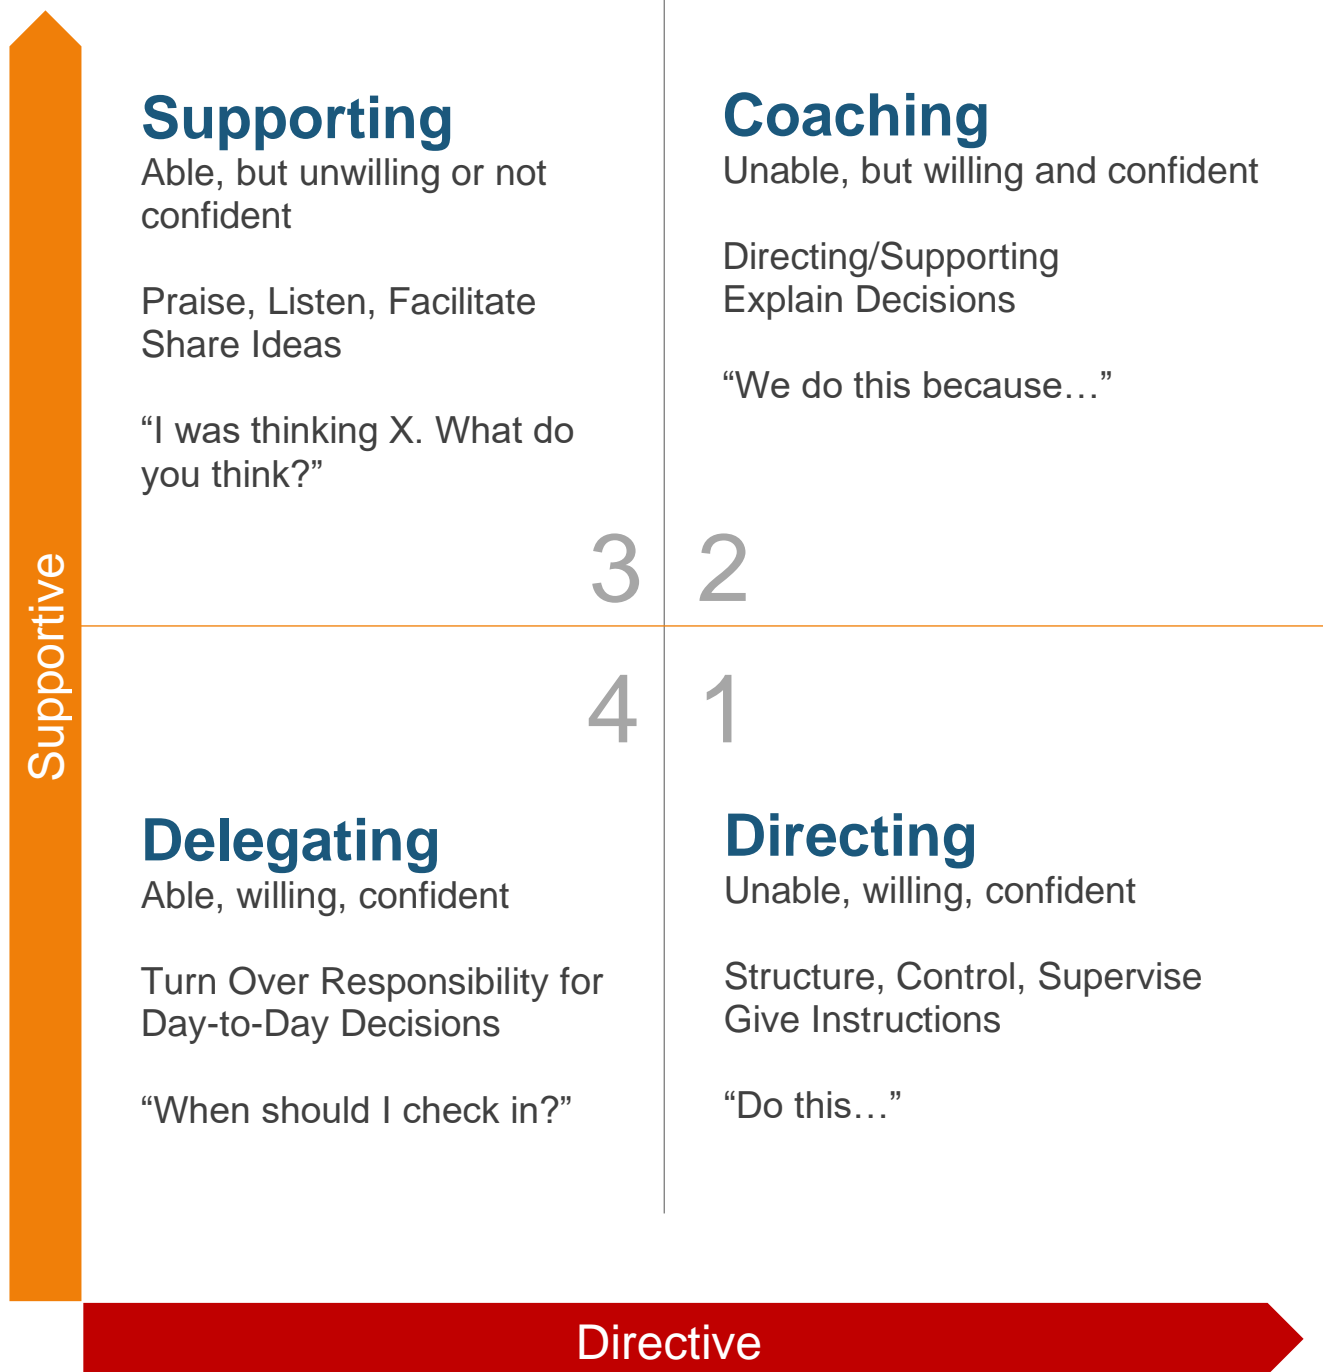 Supporting
Able, but unwilling or not
confident
Praise, Listen, Facilitate
Share Ideas
“I was thinking X. What do
you think?”
3
Coaching
Unable, but willing and confident
Directing/Supporting
Explain Decisions
“We do this because…”
2
Supportive
4
Delegating
Able, willing, confident
Turn Over Responsibility for
Day-to-Day Decisions
“When should I check in?”
1
Directing
Unable, willing, confident
Structure, Control, Supervise
Give Instructions
“Do this…”
Directive